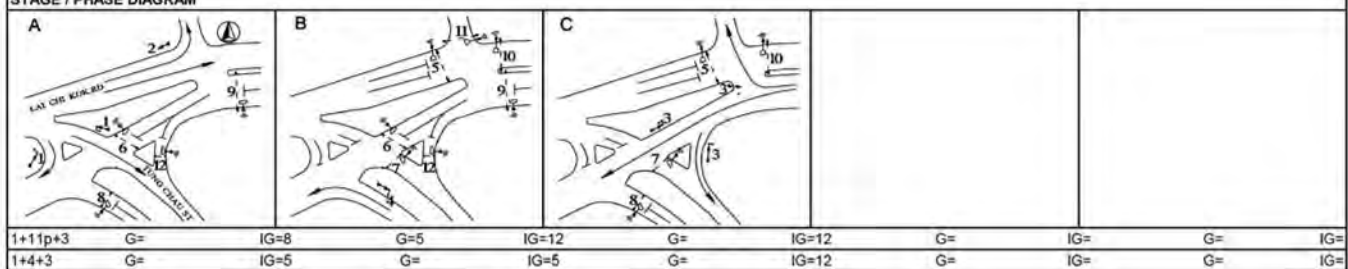 STAGE / PHASE DIAGRAM
A
2
LAI CHI KOK RD
9
1
6
1
12
TUNG CHAU ST
8
B
11
10
5
9
6
7
12
4
C
5
10
3
3
7
3
8
1+11p+3 G= IG=8 G=5 IG=12 G= IG=12 G= IG= G= IG=
1+4+3 G= IG=5 G= IG=5 G= IG=12 G= IG= G= IG=